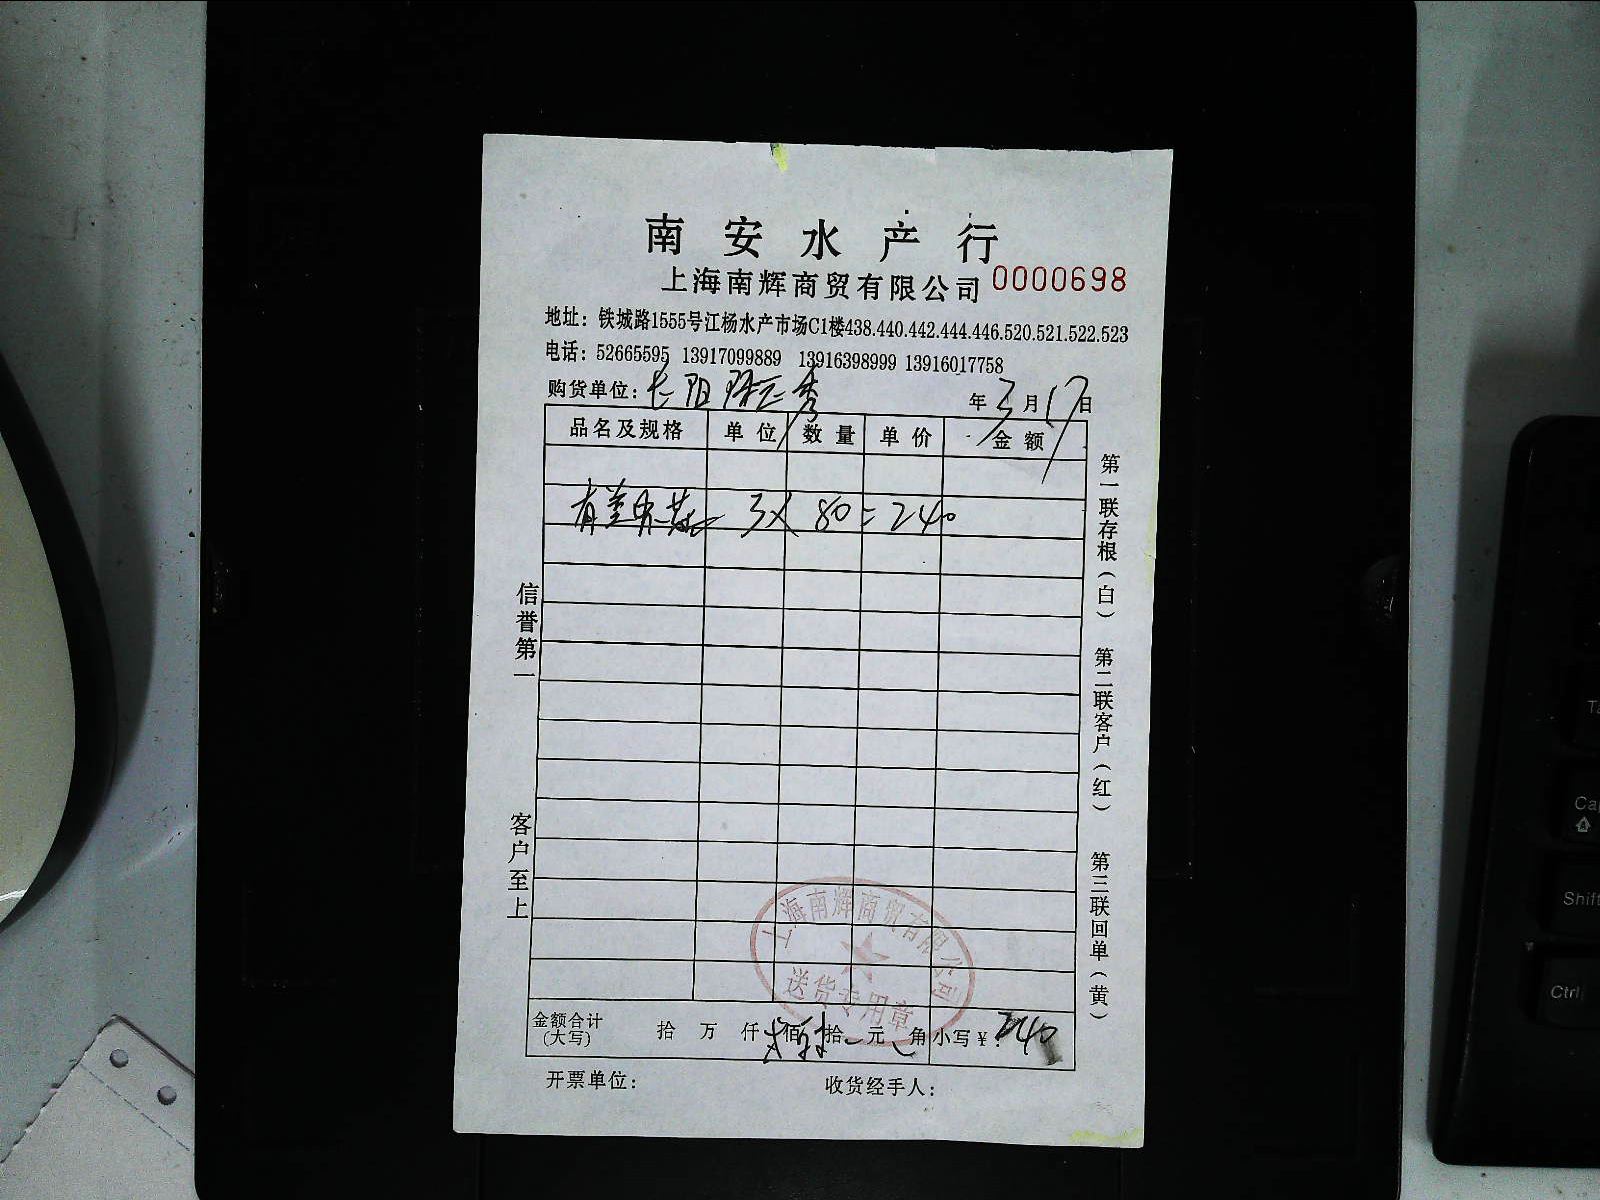 南安水产行
上海南辉商贸有限公司 0000698
地址：铁城路1555号江杨水产市场C1楼438.440.442.444.446.520.521.522.523
电话：52665595 13917099889 13916398999 13916017758
购货单位： 年3月17日
品名及规格 单位 数量 单价 金额
3X 80=240
信誉第一
客户至上
第一联存根（白）
第二联客户（红）
第三联回单（黄）
上海南辉商贸有限公司
送货专用章
金额合计（大写） 拾 万 仟 佰 拾 元 角 小写￥：240
开票单位： 收货经手人：
Ta
Ca
Shift
Ctrl